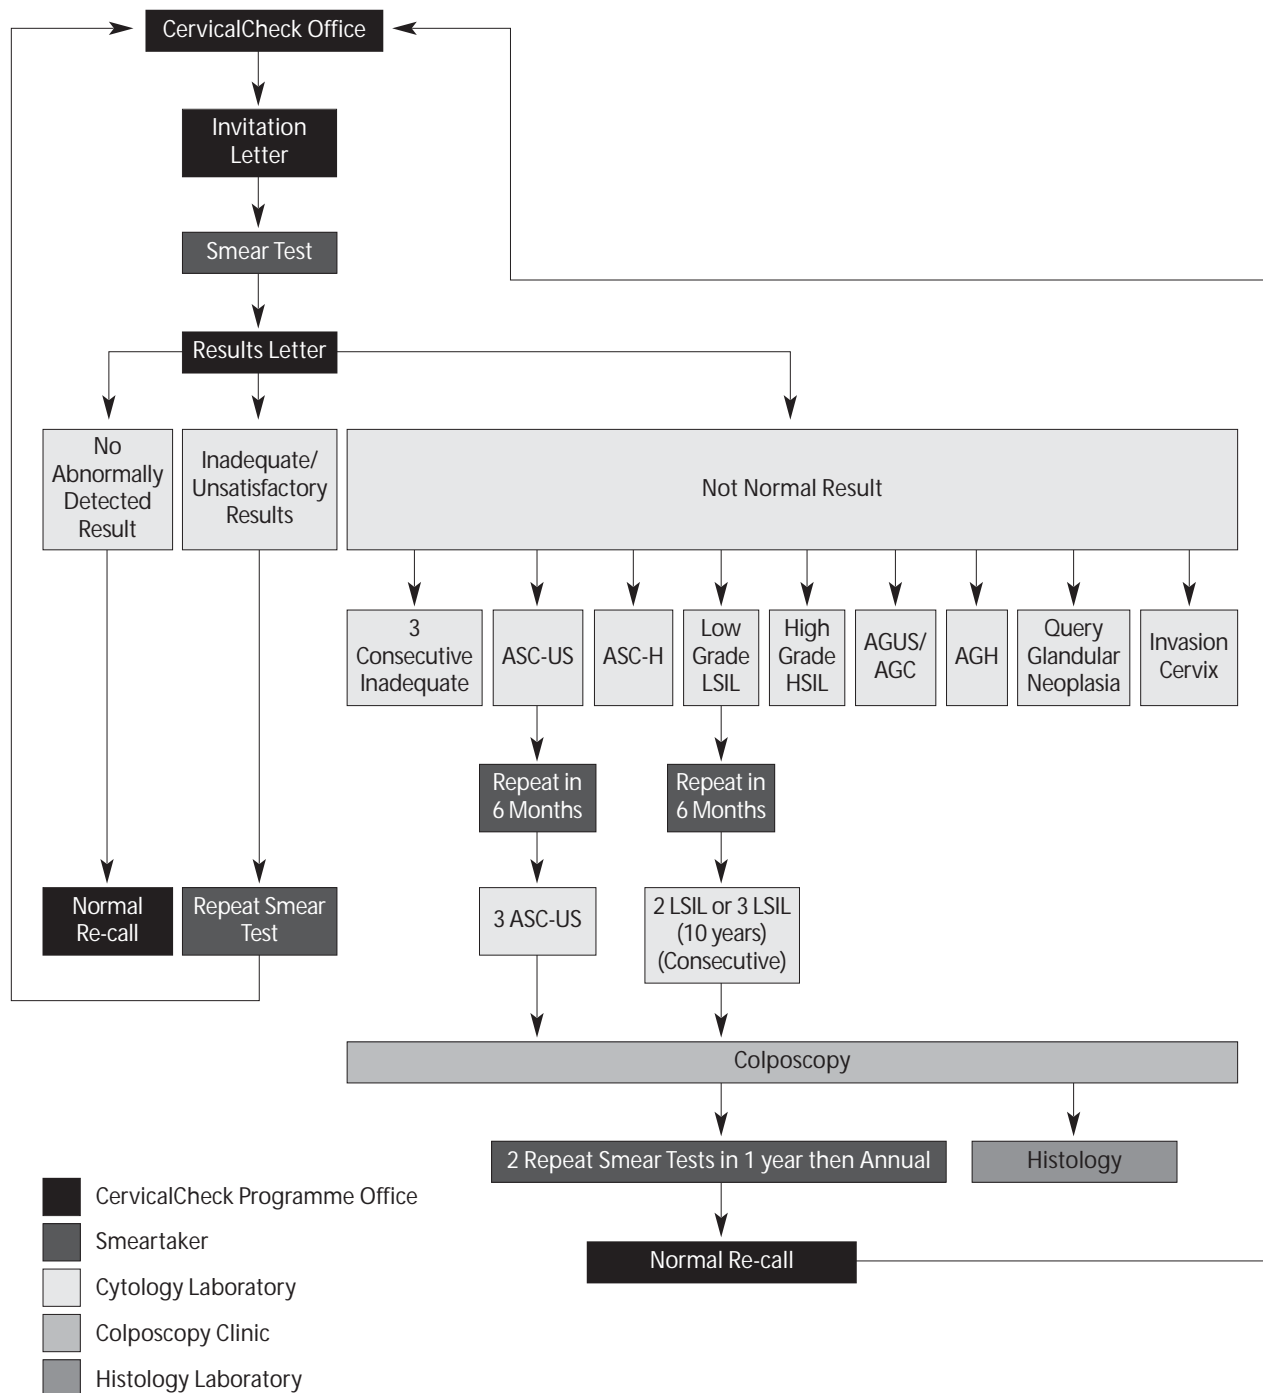 CervicalCheck Office
Invitation
Letter
Smear Test
Results Letter
No
Abnormally
Detected
Result
Inadequate/
Unsatisfactory
Results
Not Normal Result
3
Consecutive
Inadequate
ASC-US
ASC-H
Low
Grade
LSIL
High
Grade
HSIL
AGUS/
AGC
AGH
Query
Glandular
Neoplasia
Invasion
Cervix
Repeat in
6 Months
Repeat in
6 Months
Normal
Re-call
Repeat Smear
Test
3 ASC-US
2 LSIL or 3 LSIL
(10 years)
(Consecutive)
Colposcopy
2 Repeat Smear Tests in 1 year then Annual
Histology
Normal Re-call
CervicalCheck Programme Office
Smeartaker
Cytology Laboratory
Colposcopy Clinic
Histology Laboratory